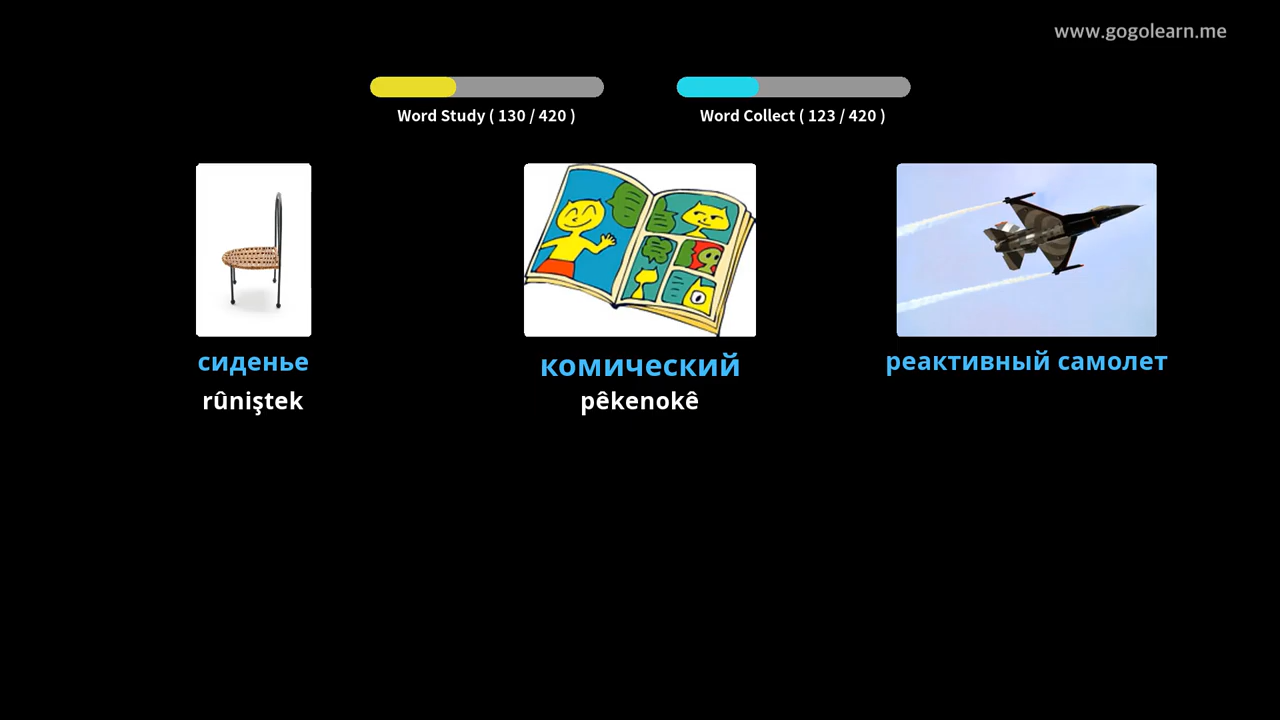 www.gogolearn.me
Word Study ( 130 / 420 )
Word Collect ( 123 / 420 )
сиденье
rûniştek
комический
pêkenokê
реактивный самолет